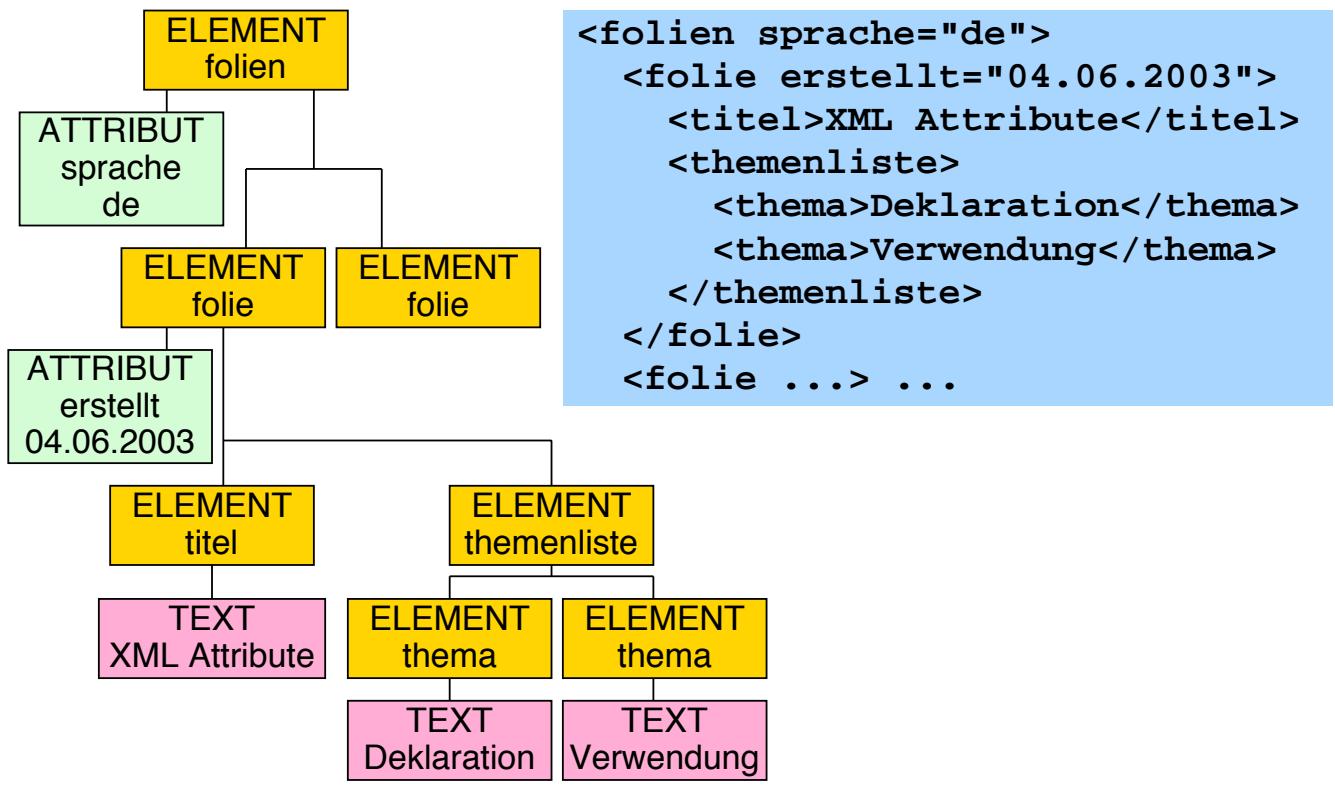 ELEMENT
folien
ATTRIBUT
sprache
de
ELEMENT
folie
ELEMENT
folie
ATTRIBUT
erstellt
04.06.2003
ELEMENT
titel
ELEMENT
themenliste
TEXT
XML Attribute
ELEMENT
thema
ELEMENT
thema
TEXT
Deklaration
TEXT
Verwendung
<folien sprache="de">
  <folie erstellt="04.06.2003">
    <titel>XML Attribute</titel>
    <themenliste>
      <thema>Deklaration</thema>
      <thema>Verwendung</thema>
    </themenliste>
  </folie>
  <folie ...> ...